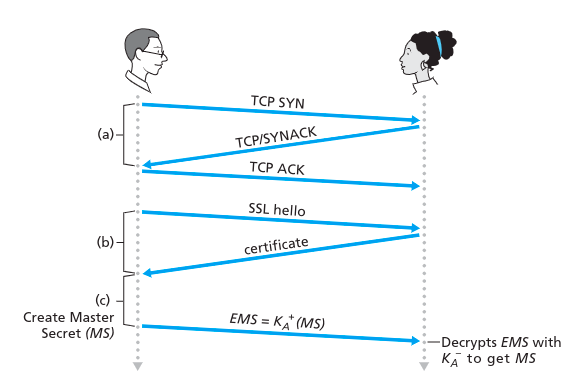 TCP SYN
(a)
TCP/SYNACK
TCP ACK
SSL hello
(b)
certificate
(c)
Create Master
Secret (MS)
EMS = K_A^+(MS)
Decrypts EMS with
K_A^- to get MS